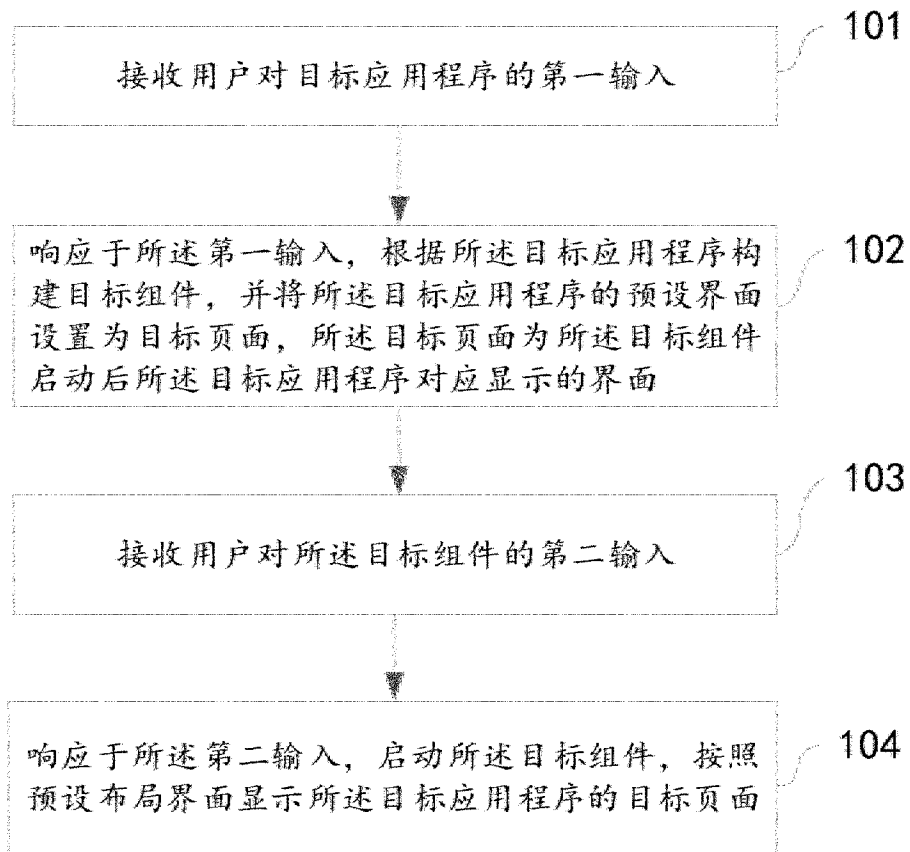 101
接收用户对目标应用程序的第一输入
响应于所述第一输入，根据所述目标应用程序构
建目标组件，并将所述目标应用程序的预设界面
设置为目标页面，所述目标页面为所述目标组件
启动后所述目标应用程序对应显示的界面
102
103
接收用户对所述目标组件的第二输入
响应于所述第二输入，启动所述目标组件，按照
预设布局界面显示所述目标应用程序的目标页面
104